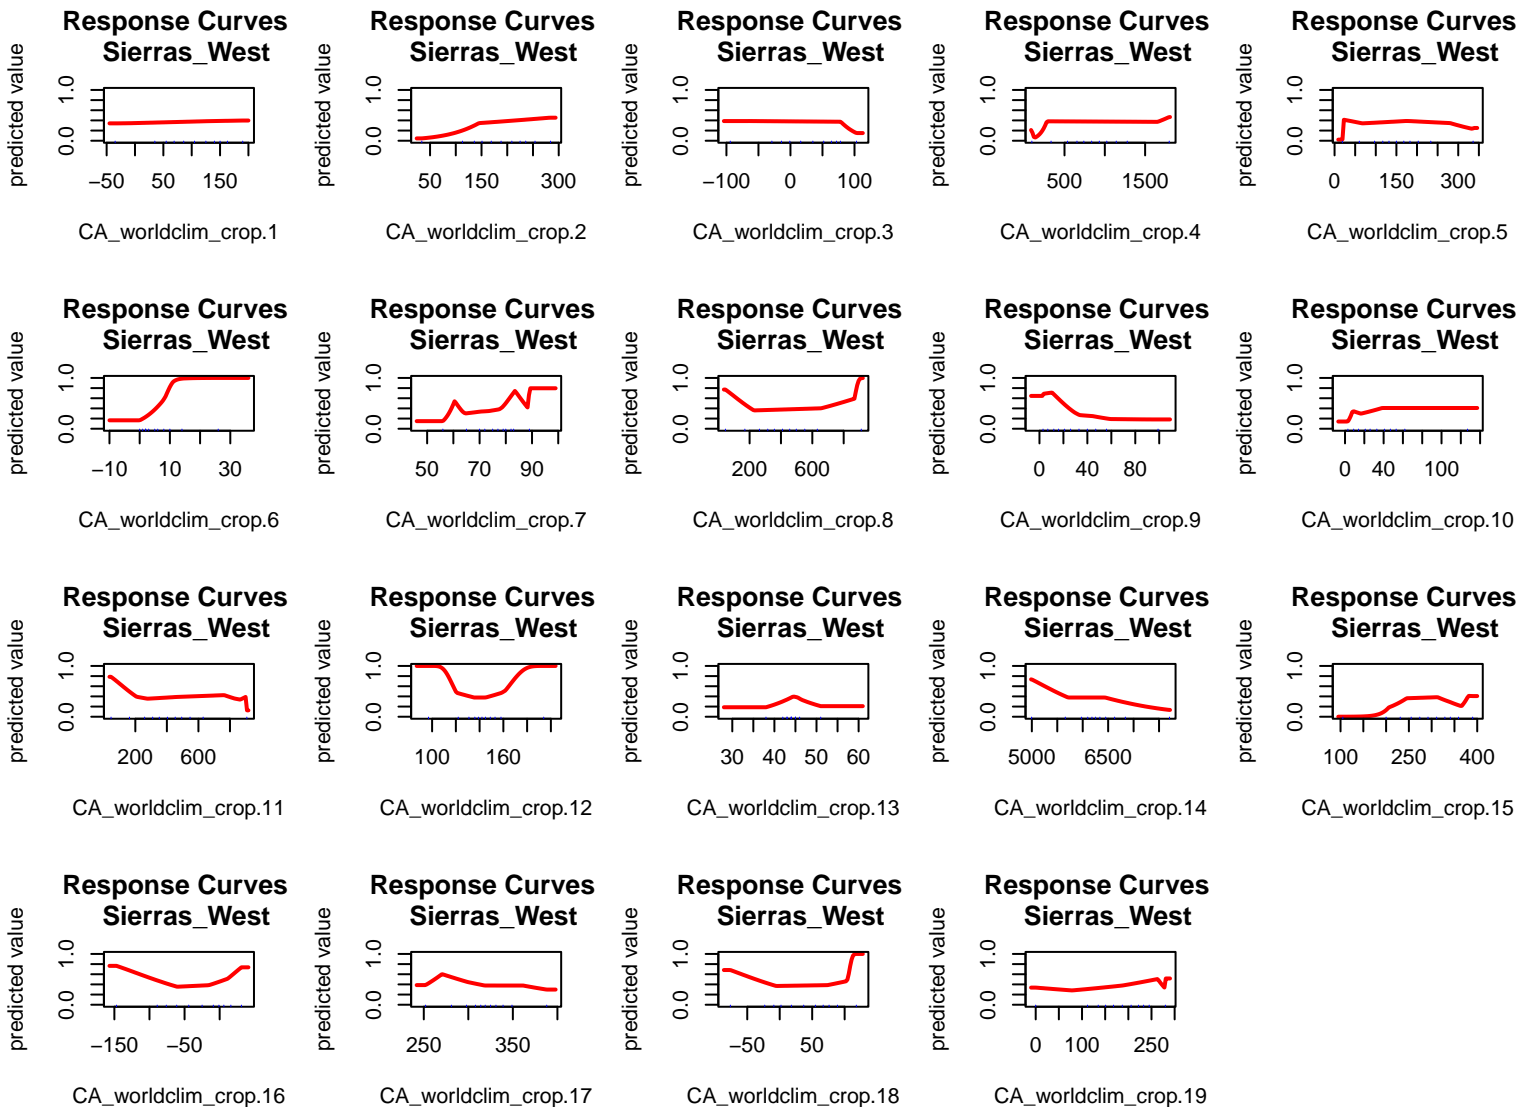 Response Curves
Sierras_West
predicted value
0.0 1.0
−50 50 150
CA_worldclim_crop.1
Response Curves
Sierras_West
predicted value
0.0 1.0
50 150 300
CA_worldclim_crop.2
Response Curves
Sierras_West
predicted value
0.0 1.0
−100 0 100
CA_worldclim_crop.3
Response Curves
Sierras_West
predicted value
0.0 1.0
500 1500
CA_worldclim_crop.4
Response Curves
Sierras_West
predicted value
0.0 1.0
0 150 300
CA_worldclim_crop.5
Response Curves
Sierras_West
predicted value
0.0 1.0
−10 10 30
CA_worldclim_crop.6
Response Curves
Sierras_West
predicted value
0.0 1.0
50 70 90
CA_worldclim_crop.7
Response Curves
Sierras_West
predicted value
0.0 1.0
200 600
CA_worldclim_crop.8
Response Curves
Sierras_West
predicted value
0.0 1.0
0 40 80
CA_worldclim_crop.9
Response Curves
Sierras_West
predicted value
0.0 1.0
0 40 100
CA_worldclim_crop.10
Response Curves
Sierras_West
predicted value
0.0 1.0
200 600
CA_worldclim_crop.11
Response Curves
Sierras_West
predicted value
0.0 1.0
100 160
CA_worldclim_crop.12
Response Curves
Sierras_West
predicted value
0.0 1.0
30 40 50 60
CA_worldclim_crop.13
Response Curves
Sierras_West
predicted value
0.0 1.0
5000 6500
CA_worldclim_crop.14
Response Curves
Sierras_West
predicted value
0.0 1.0
100 250 400
CA_worldclim_crop.15
Response Curves
Sierras_West
predicted value
0.0 1.0
−150 −50
CA_worldclim_crop.16
Response Curves
Sierras_West
predicted value
0.0 1.0
250 350
CA_worldclim_crop.17
Response Curves
Sierras_West
predicted value
0.0 1.0
−50 50
CA_worldclim_crop.18
Response Curves
Sierras_West
predicted value
0.0 1.0
0 100 250
CA_worldclim_crop.19